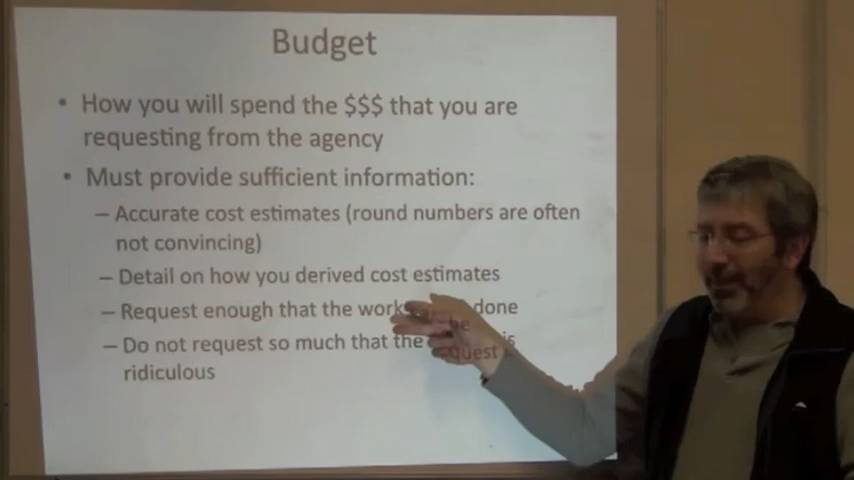 Budget
• How you will spend the $$$ that you are
requesting from the agency
• Must provide sufficient information:
– Accurate cost estimates (round numbers are often
not convincing)
– Detail on how you derived cost estimates
– Request enough that the work be done
– Do not request so much that the quest is
ridiculous